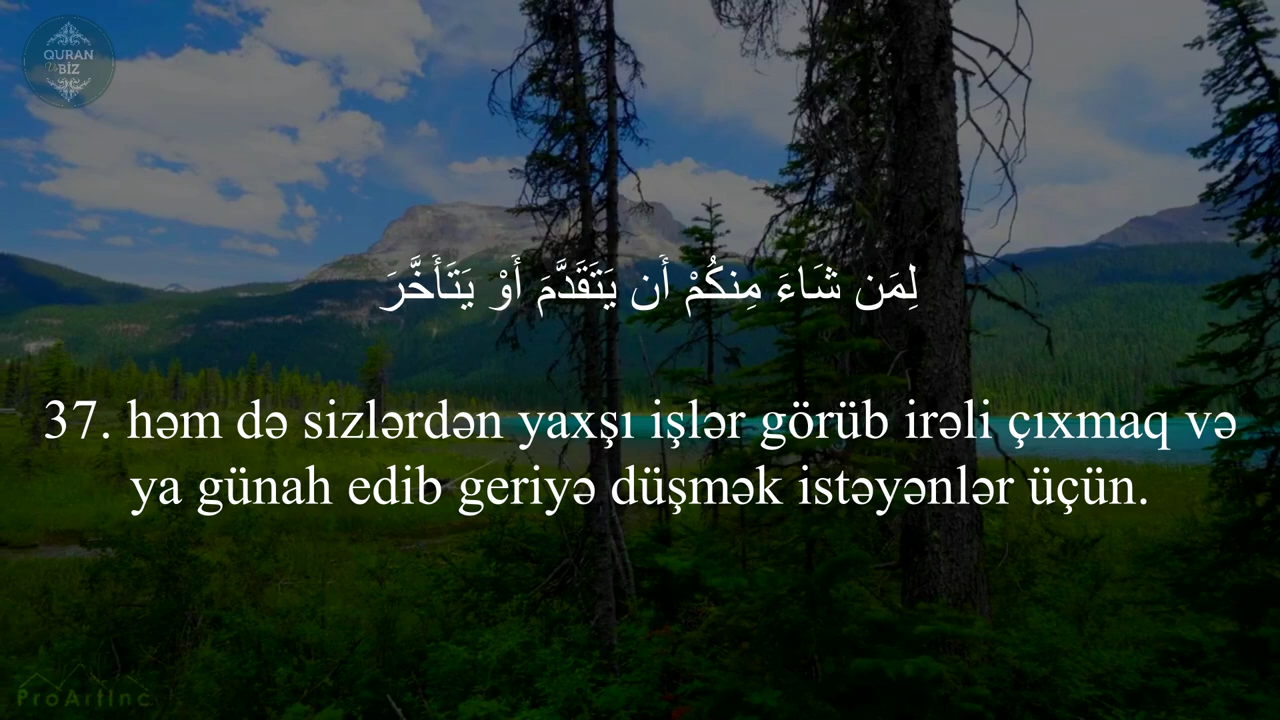 QURAN
Və
BİZ
لِمَن شَاءَ مِنكُمْ أَن يَتَقَدَّمَ أَوْ يَتَأَخَّرَ
37. həm də sizlərdən yaxşı işlər görüb irəli çıxmaq və
ya günah edib geriyə düşmək istəyənlər üçün.
ProArtInc